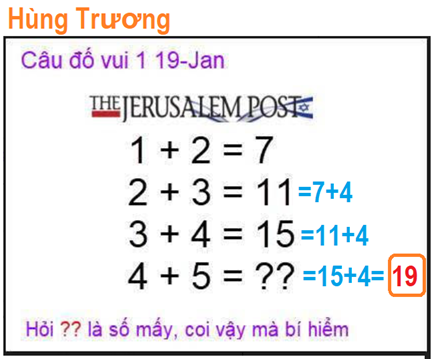 Hùng Trương
Câu đố vui 1 19-Jan
THE JERUSALEM POST
1 + 2 = 7
2 + 3 = 11 =7+4
3 + 4 = 15 =11+4
4 + 5 = ?? =15+4= 19
Hỏi ?? là số mấy, coi vậy mà bí hiểm